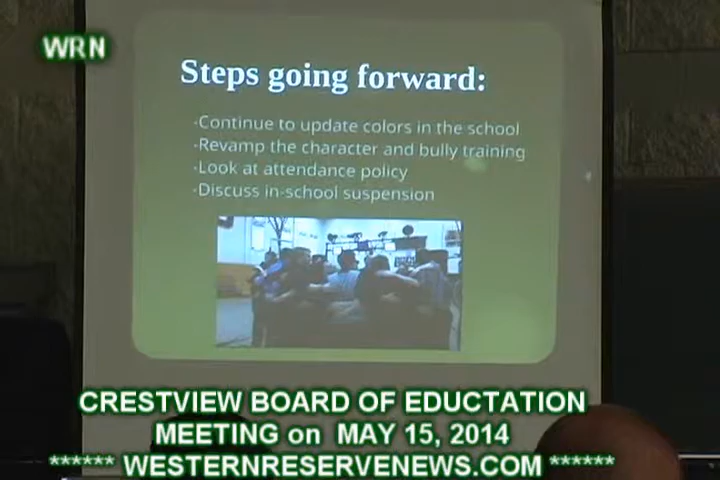 WRN
Steps going forward:
-Continue to update colors in the school
-Revamp the character and bully training
-Look at attendance policy
-Discuss in-school suspension
CRESTVIEW BOARD OF EDUCTATION
MEETING on MAY 15, 2014
****** WESTERNRESERVENEWS.COM ******